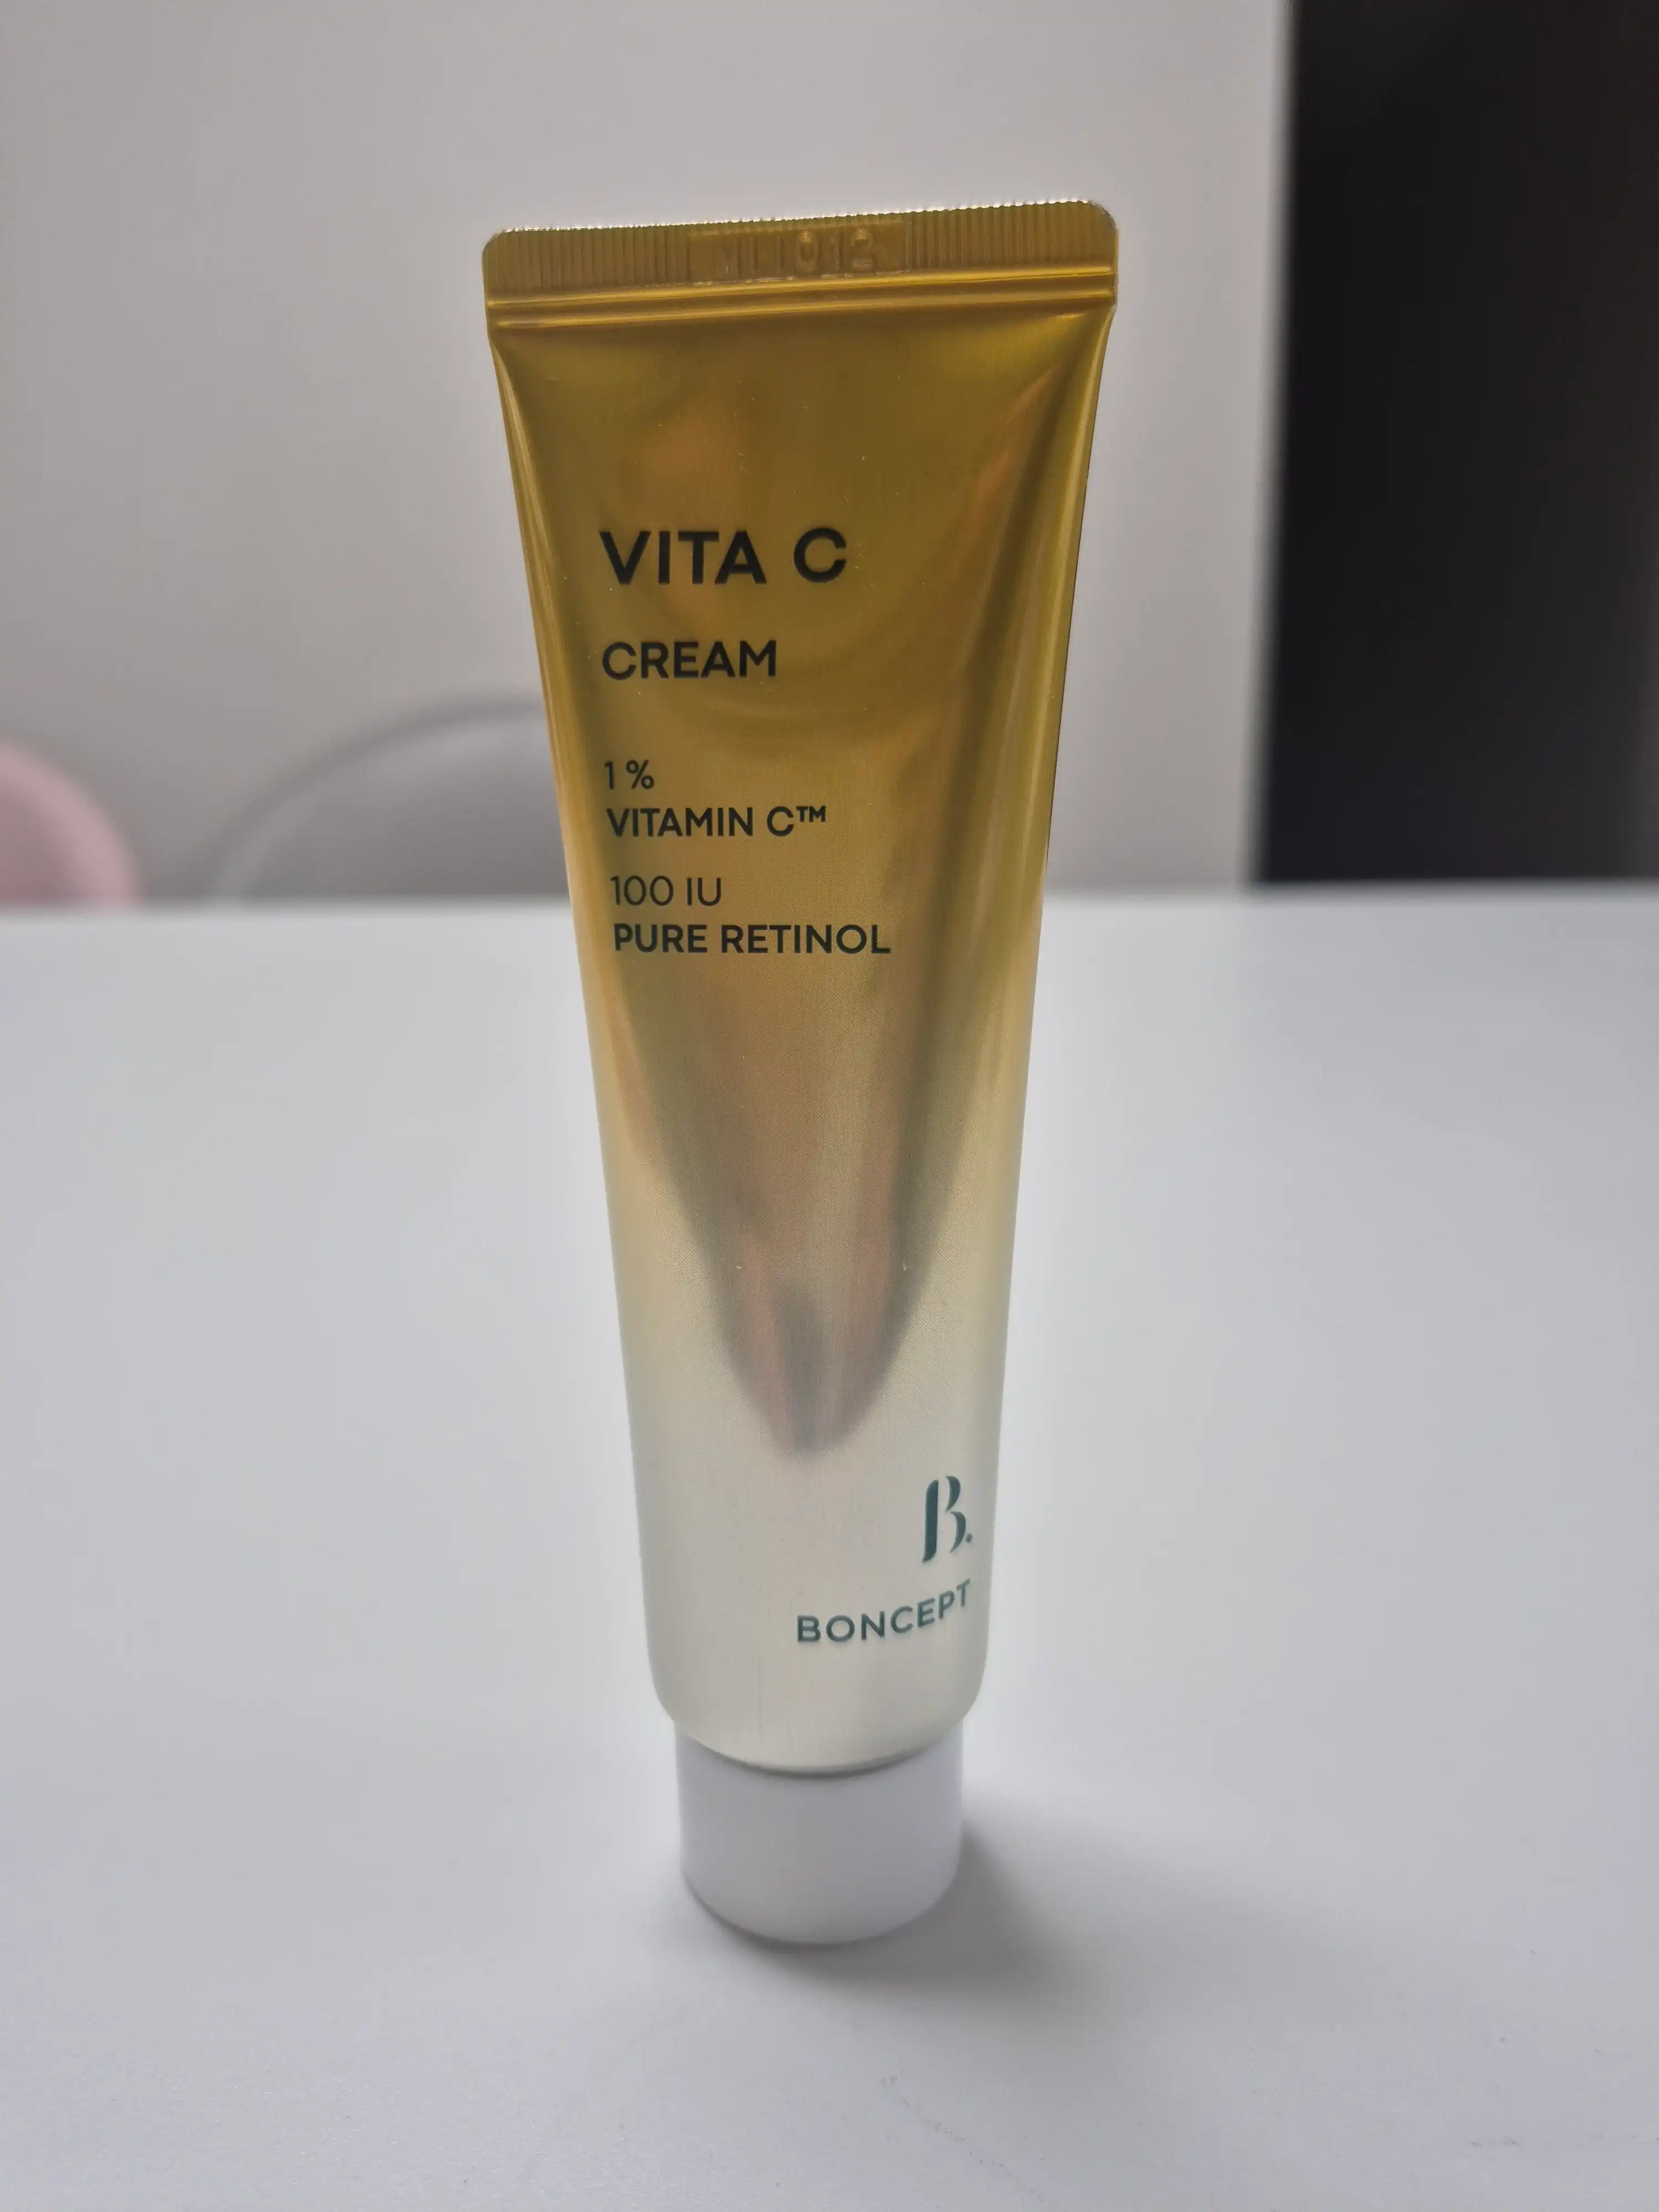 VITA C
CREAM
1 %
VITAMIN C™
100 IU
PURE RETINOL
B.
BONCEPT